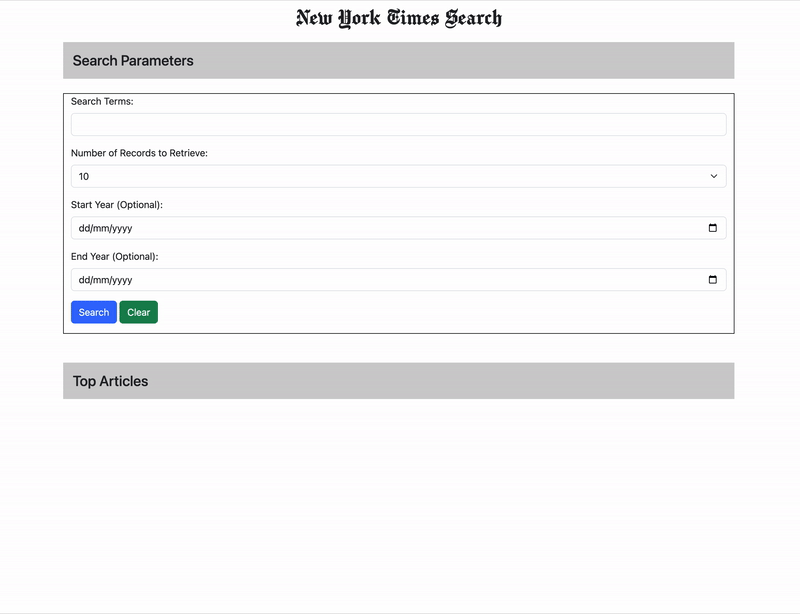 New York Times Search
Search Parameters
Search Terms:
Number of Records to Retrieve:
10
Start Year (Optional):
dd/mm/yyyy
End Year (Optional):
dd/mm/yyyy
Search Clear
Top Articles